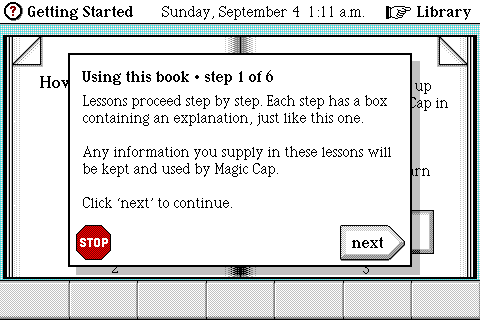 ? Getting Started Sunday, September 4 1:11 a.m. Library
How
up
Cap in
Using this book • step 1 of 6
Lessons proceed step by step. Each step has a box
containing an explanation, just like this one.
Any information you supply in these lessons will
be kept and used by Magic Cap.
Click ‘next’ to continue.
STOP
next
2
3